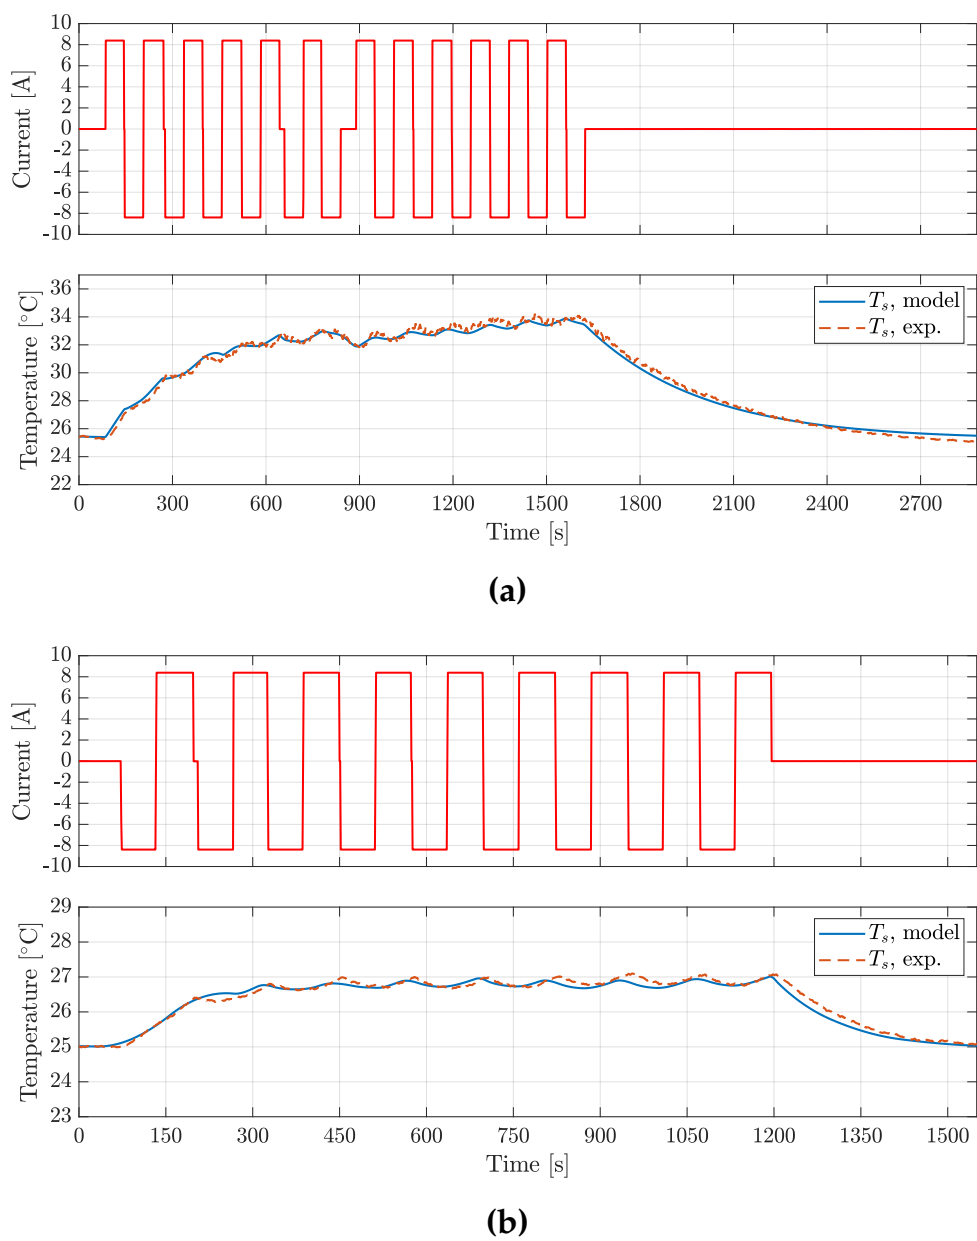 10
8
6
4
2
0
-2
-4
-6
-8
-10
Current [A]
36
34
32
30
28
26
24
22
Temperature [°C]
T_s, model
T_s, exp.
0 300 600 900 1200 1500 1800 2100 2400 2700
Time [s]
(a)
10
8
6
4
2
0
-2
-4
-6
-8
-10
Current [A]
29
28
27
26
25
24
23
Temperature [°C]
T_s, model
T_s, exp.
0 150 300 450 600 750 900 1050 1200 1350 1500
Time [s]
(b)